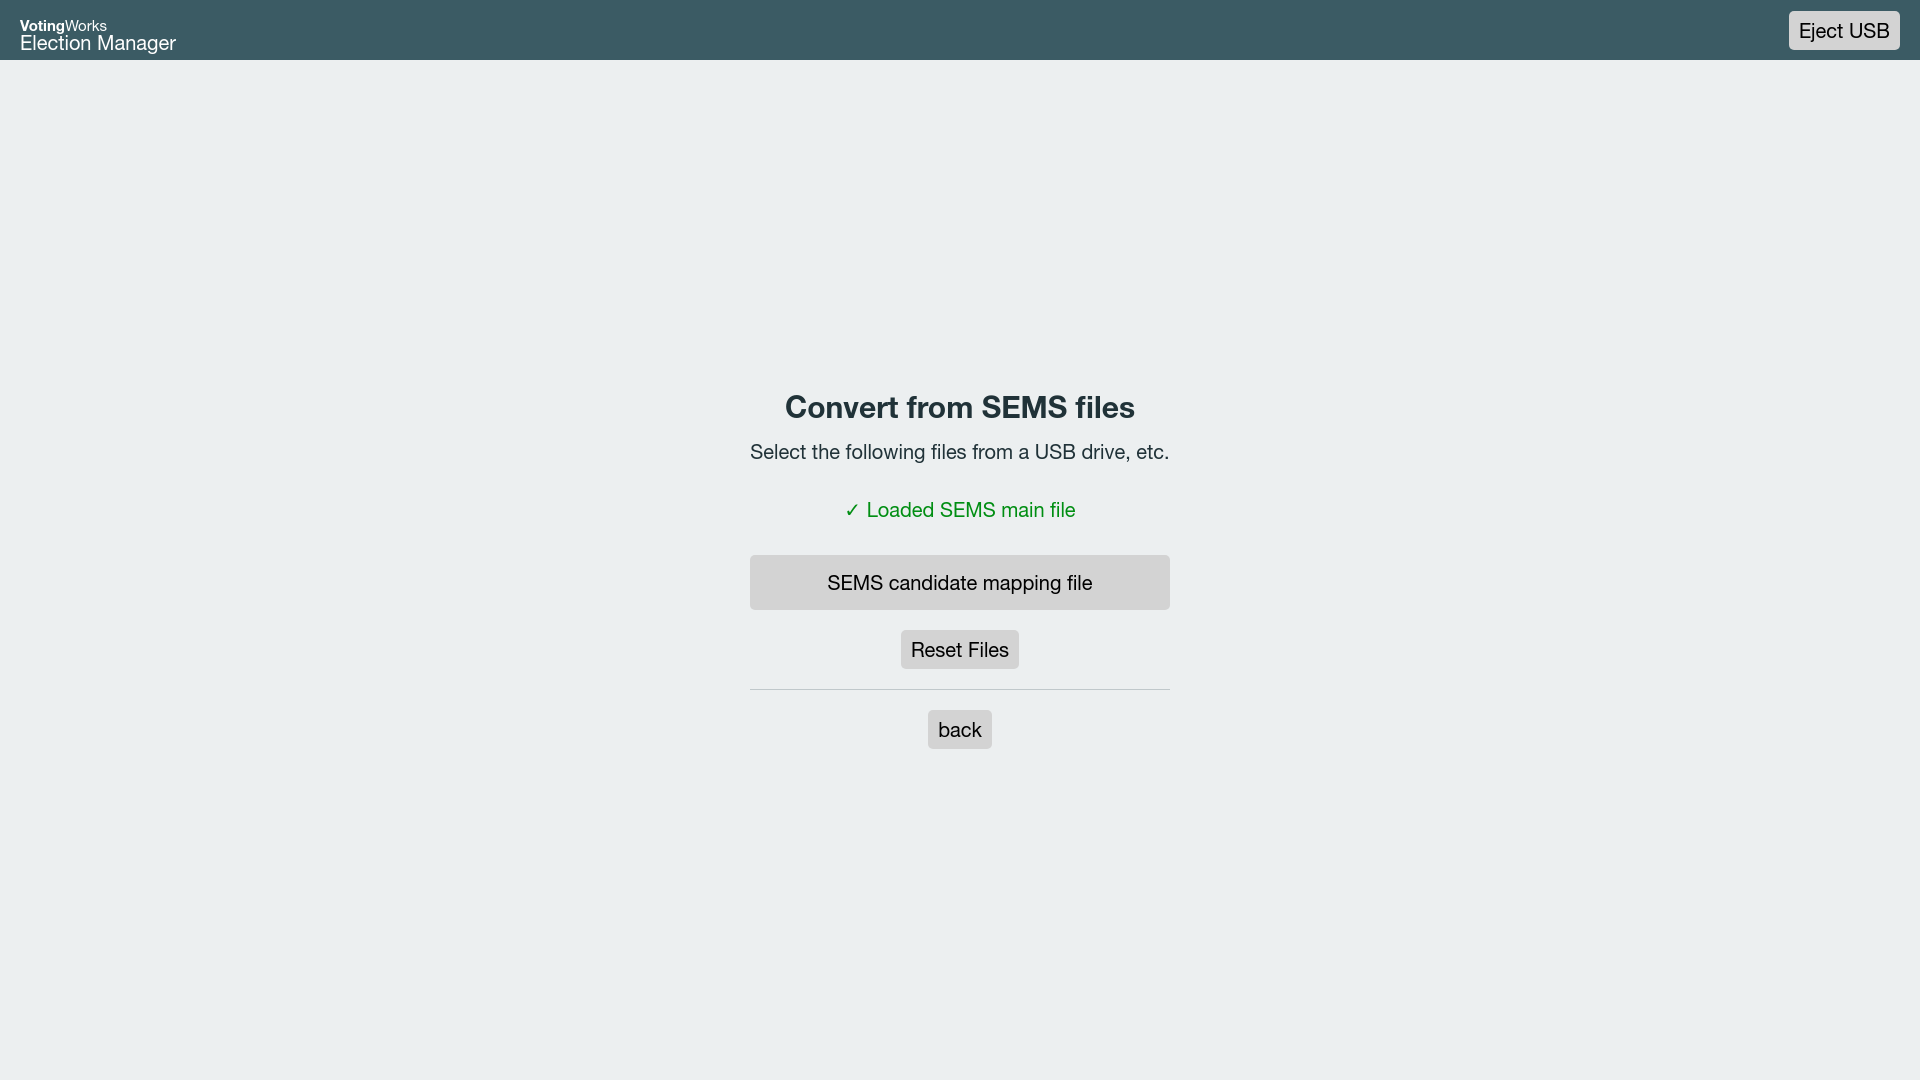 VotingWorks
Election Manager
Eject USB
Convert from SEMS files
Select the following files from a USB drive, etc.
✓ Loaded SEMS main file
SEMS candidate mapping file
Reset Files
back